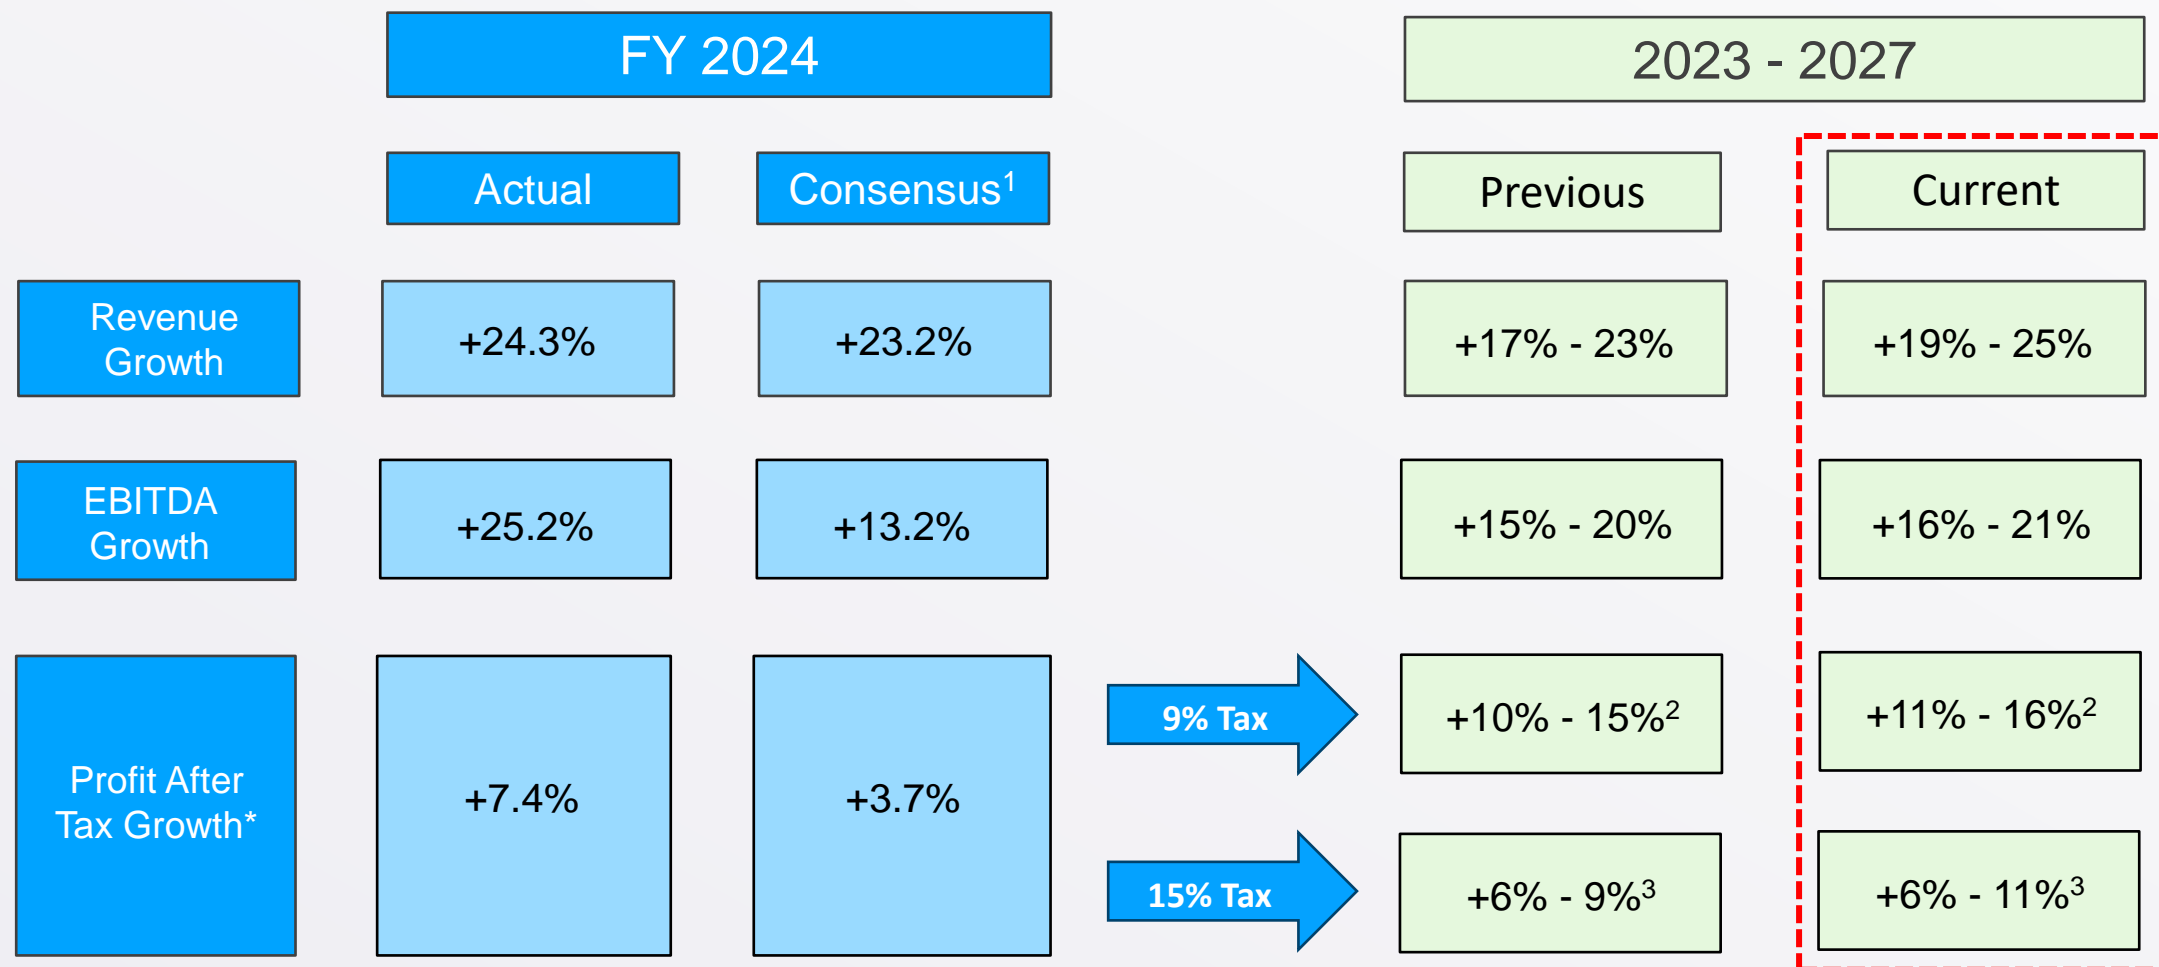 FY 2024
2023 - 2027
Actual
Consensus¹
Previous
Current
Revenue
Growth
+24.3%
+23.2%
+17% - 23%
+19% - 25%
EBITDA
Growth
+25.2%
+13.2%
+15% - 20%
+16% - 21%
Profit After
Tax Growth*
+7.4%
+3.7%
9% Tax
+10% - 15%²
+11% - 16%²
15% Tax
+6% - 9%³
+6% - 11%³